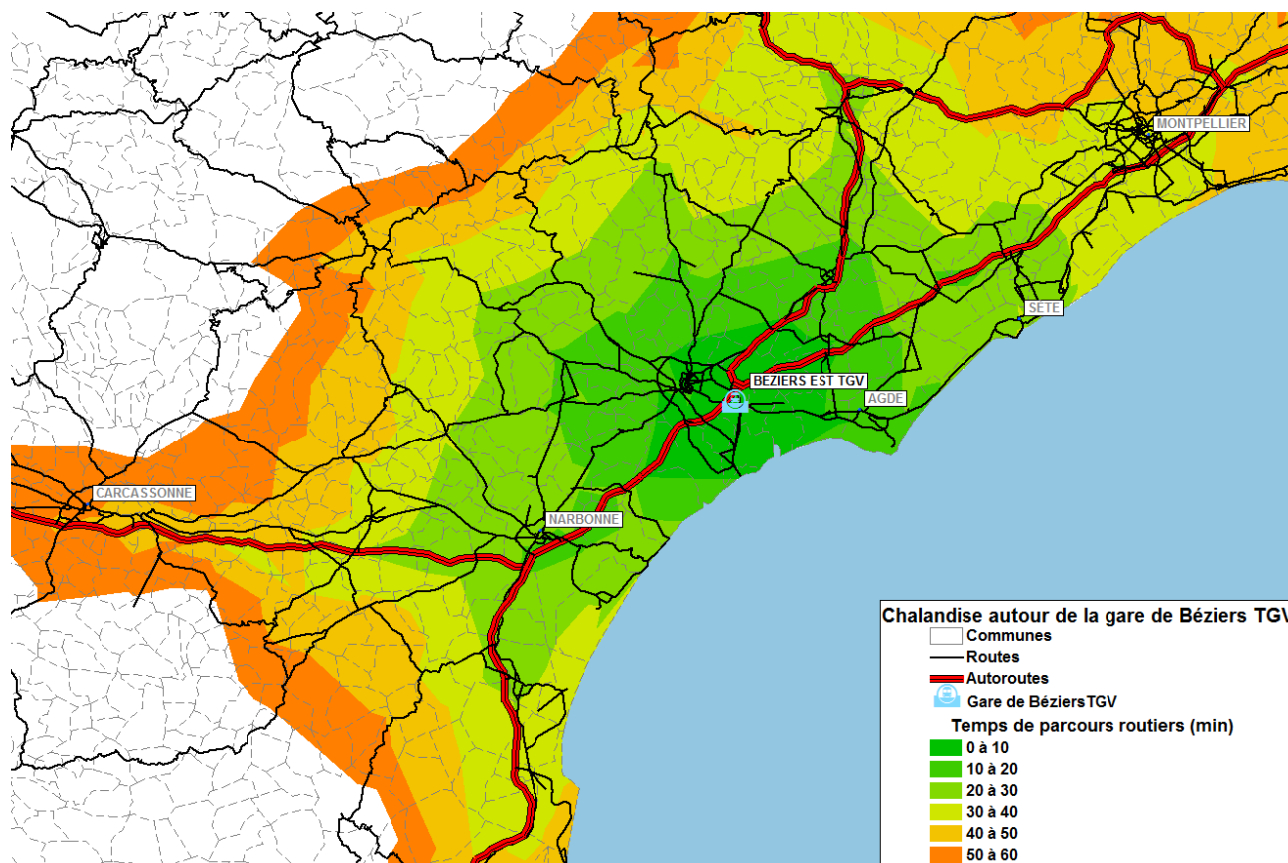 MONTPELLIER
SETE
BEZIERS EST TGV
AGDE
CARCASSONNE
NARBONNE
Chalandise autour de la gare de Béziers TGV
Communes
Routes
Autoroutes
Gare de Béziers TGV
Temps de parcours routiers (min)
0 à 10
10 à 20
20 à 30
30 à 40
40 à 50
50 à 60